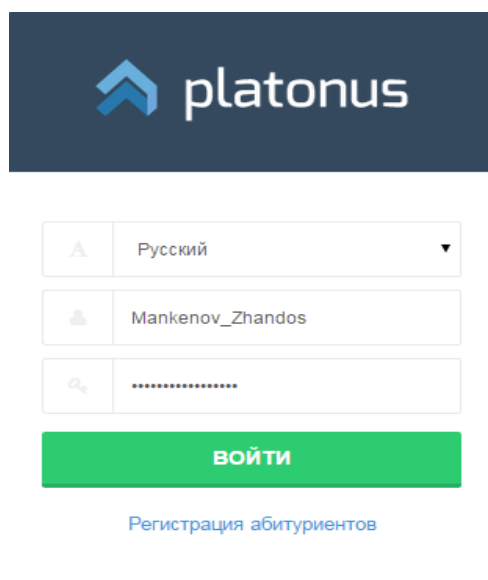 platonus
Русский
Mankenov_Zhandos
•••••••••••••••••
ВОЙТИ
Регистрация абитуриентов